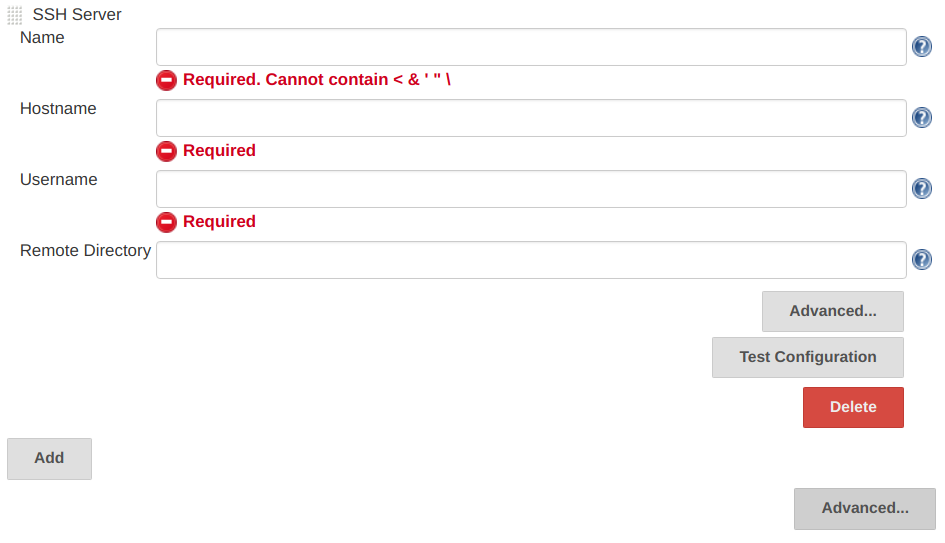 SSH Server
Name
Required. Cannot contain < & ' " \
Hostname
Required
Username
Required
Remote Directory
Advanced...
Test Configuration
Delete
Add
Advanced...